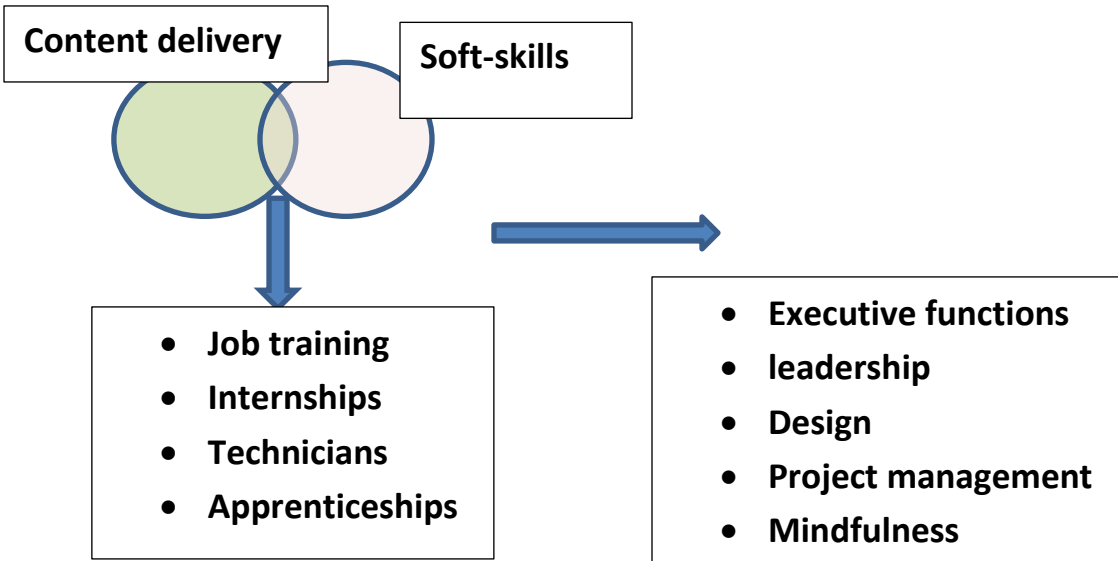 Content delivery
Soft-skills
• Job training
• Internships
• Technicians
• Apprenticeships
• Executive functions
• leadership
• Design
• Project management
• Mindfulness